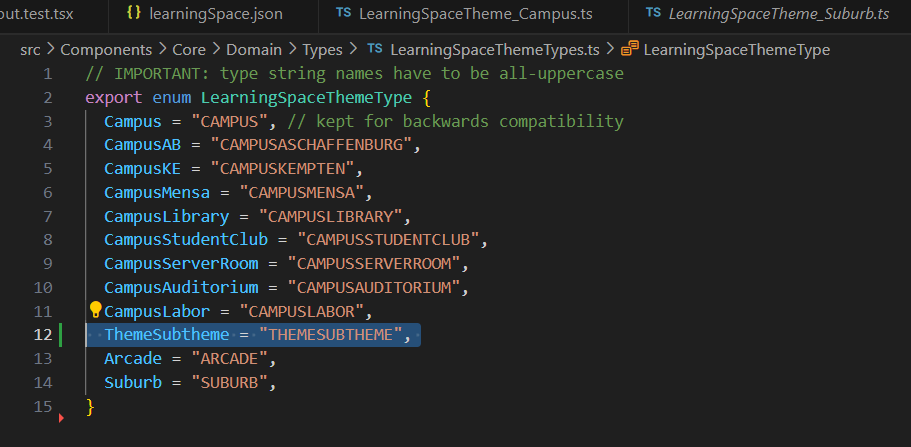 out.test.tsx
{} learningSpace.json
TS LearningSpaceTheme_Campus.ts
TS LearningSpaceTheme_Suburb.ts
src > Components > Core > Domain > Types > TS LearningSpaceThemeTypes.ts > LearningSpaceThemeType
1 // IMPORTANT: type string names have to be all-uppercase
2 export enum LearningSpaceThemeType {
3 Campus = "CAMPUS", // kept for backwards compatibility
4 CampusAB = "CAMPUSASCHAFFENBURG",
5 CampusKE = "CAMPUSKEMPTEN",
6 CampusMensa = "CAMPUSMENSA",
7 CampusLibrary = "CAMPUSLIBRARY",
8 CampusStudentClub = "CAMPUSSTUDENTCLUB",
9 CampusServerRoom = "CAMPUSSERVERROOM",
10 CampusAuditorium = "CAMPUSAUDITORIUM",
11 CampusLabor = "CAMPUSLABOR",
12 ThemeSubtheme = "THEMESUBTHEME",
13 Arcade = "ARCADE",
14 Suburb = "SUBURB",
15 }